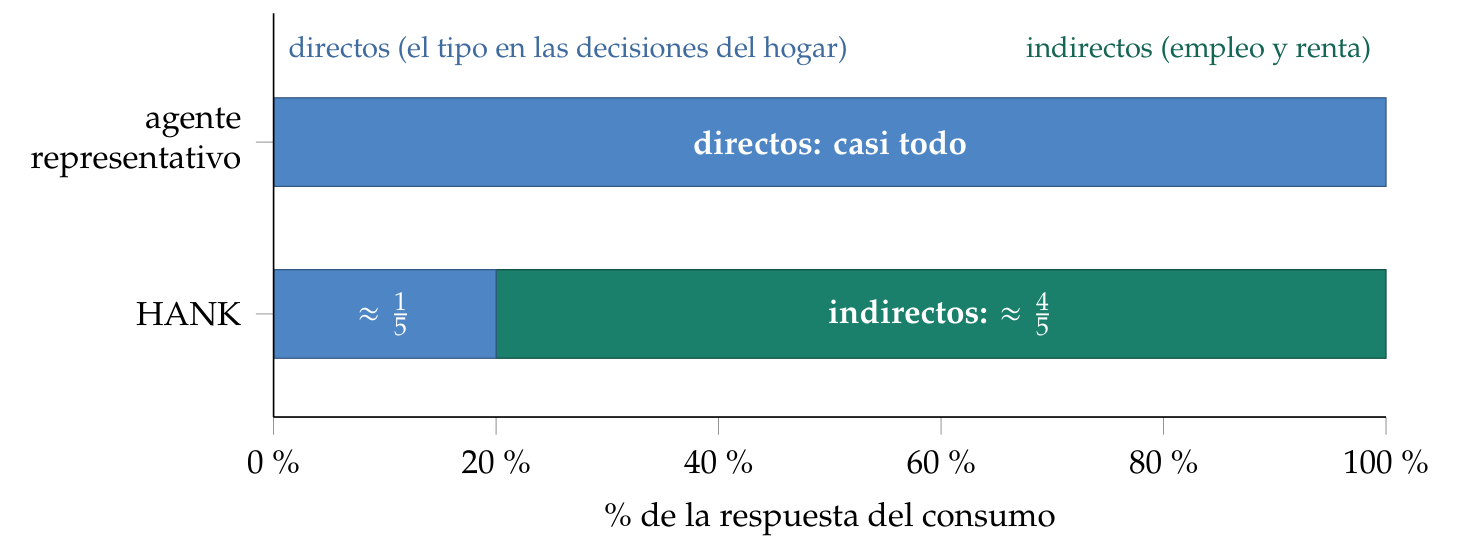 directos (el tipo en las decisiones del hogar)
indirectos (empleo y renta)
agente
representativo
directos: casi todo
HANK
≈ 1/5
indirectos: ≈ 4/5
0 %
20 %
40 %
60 %
80 %
100 %
% de la respuesta del consumo